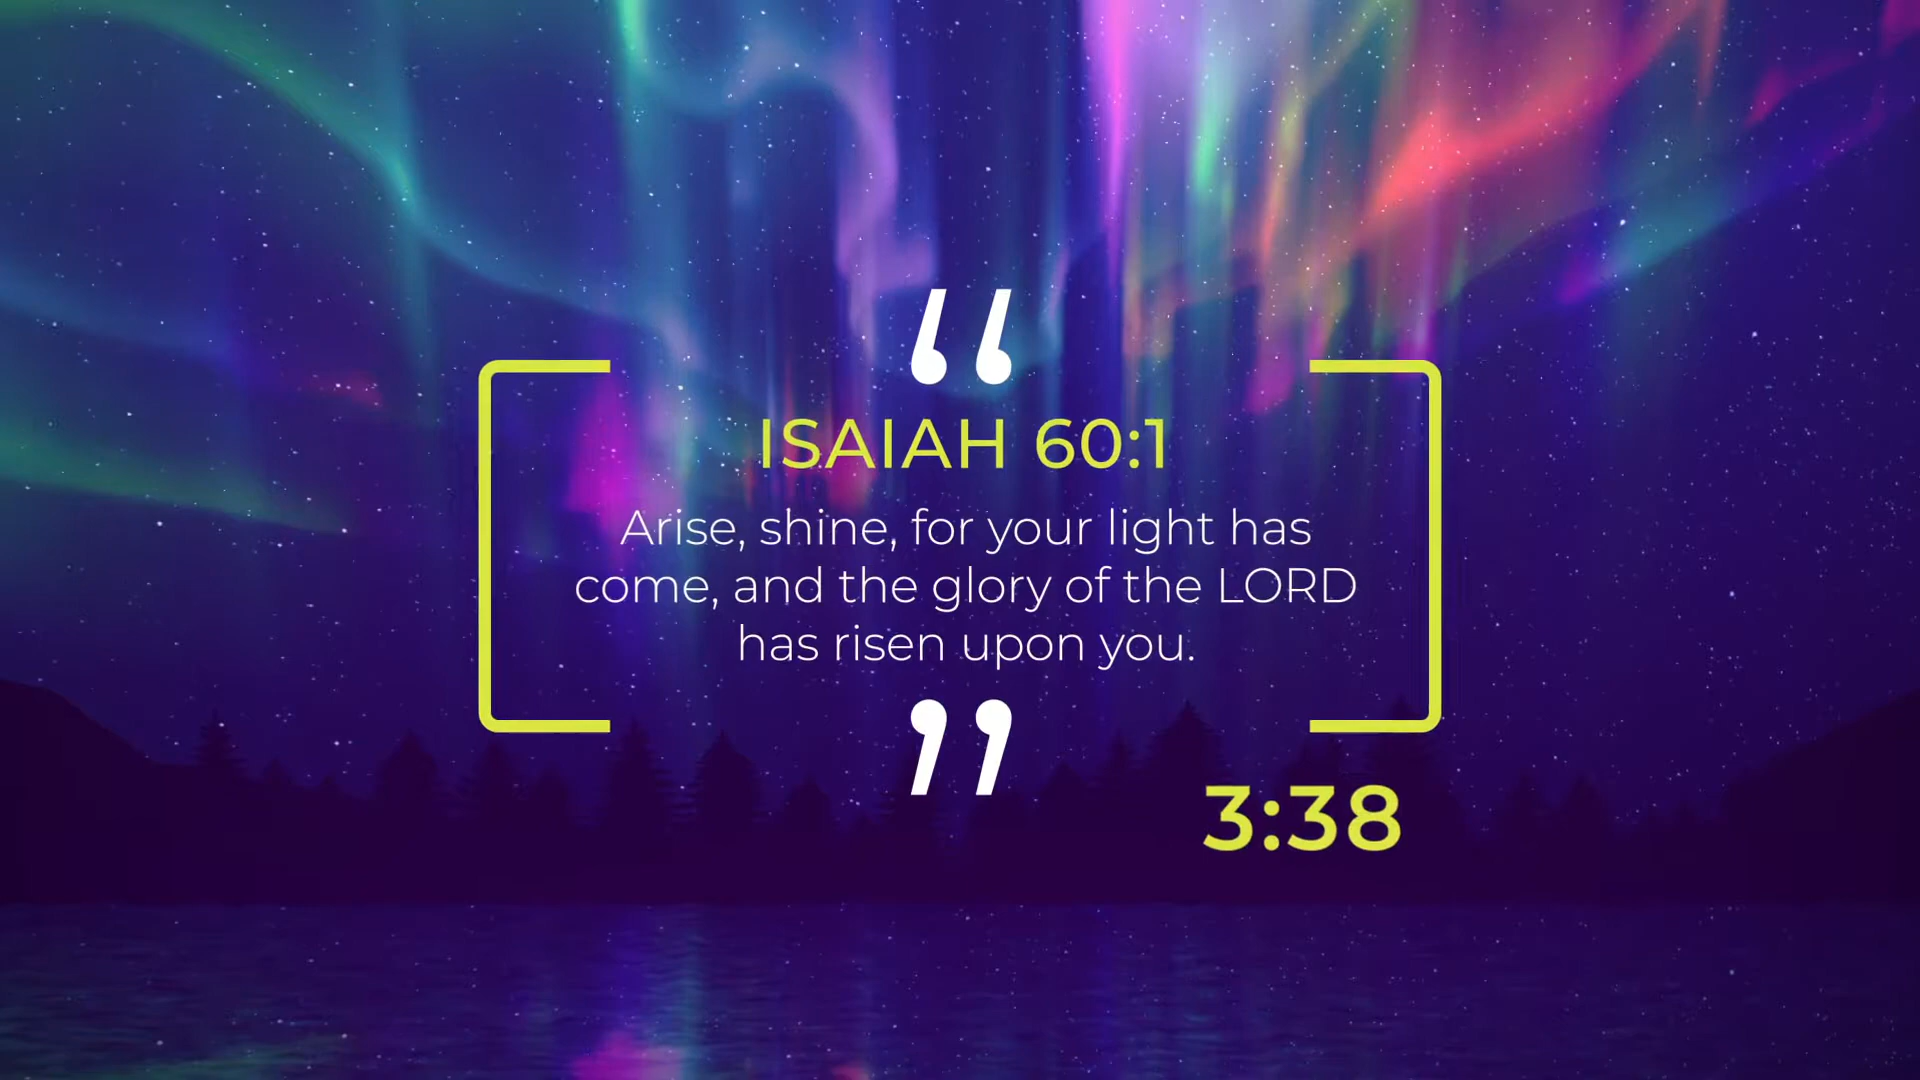 “
ISAIAH 60:1
Arise, shine, for your light has
come, and the glory of the LORD
has risen upon you.
”
3:38